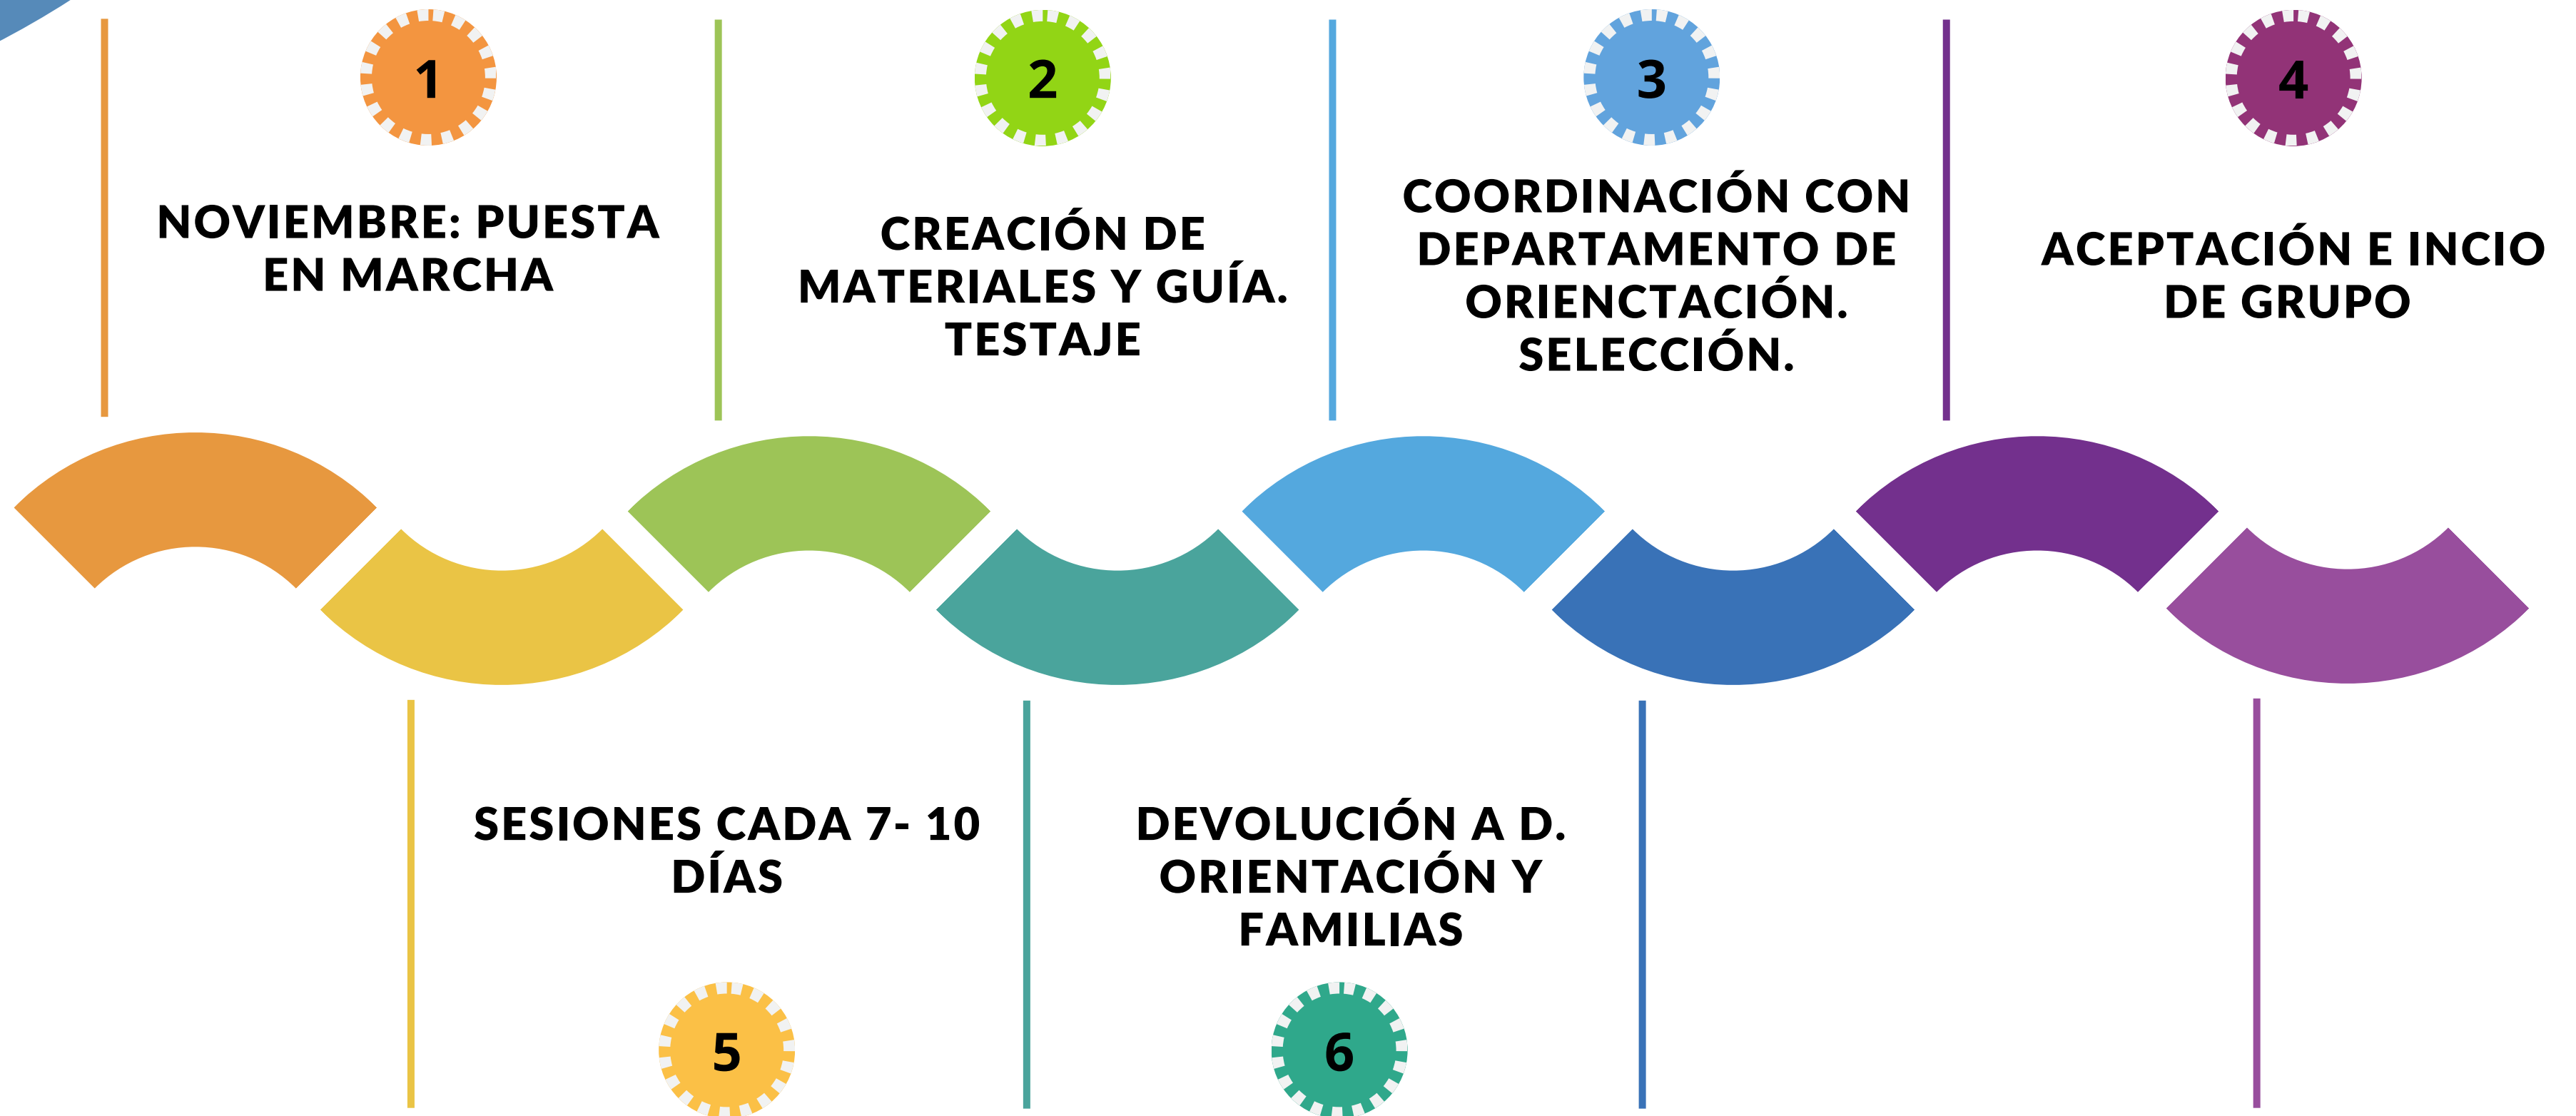 1
NOVIEMBRE: PUESTA
EN MARCHA
2
CREACIÓN DE
MATERIALES Y GUÍA.
TESTAJE
3
COORDINACIÓN CON
DEPARTAMENTO DE
ORIENCTACIÓN.
SELECCIÓN.
4
ACEPTACIÓN E INCIO
DE GRUPO
SESIONES CADA 7- 10
DÍAS
5
DEVOLUCIÓN A D.
ORIENTACIÓN Y
FAMILIAS
6